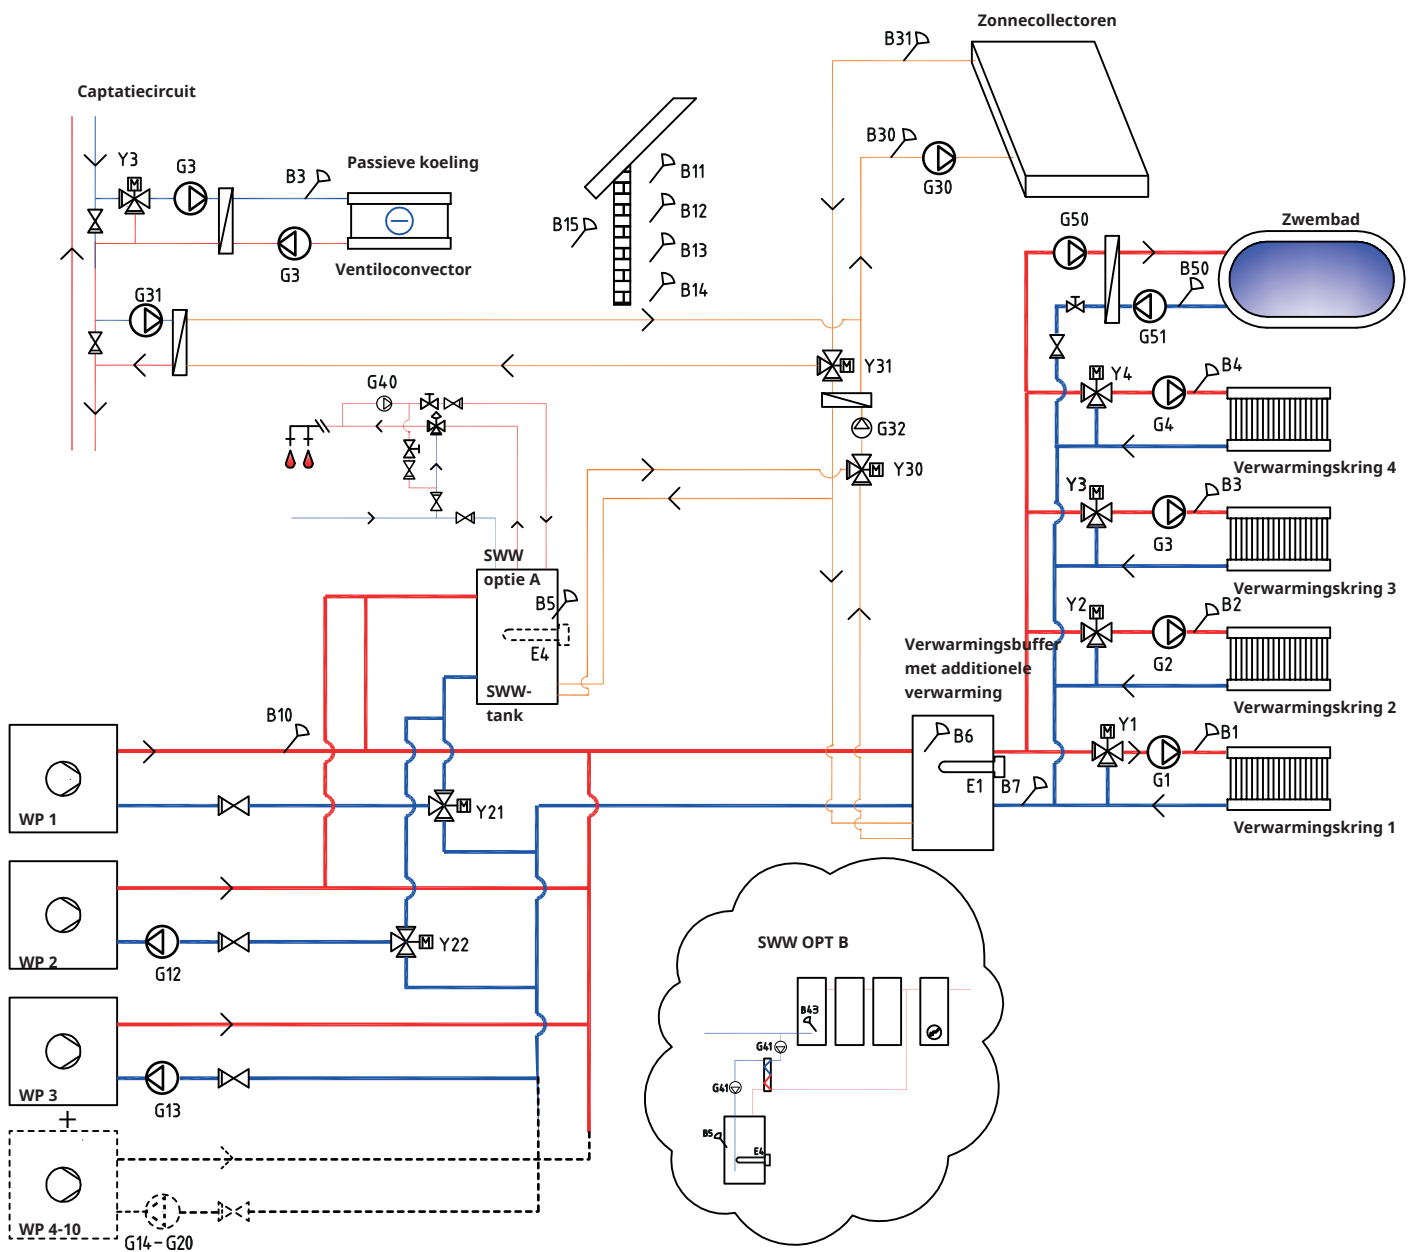 Zonnecollectoren
B31
Captatiecircuit
B30
G30
Y3
G3
B3
Passieve koeling
B11
B12
B15
B13
B14
G3
Ventiloconvector
G31
G50
Zwembad
B50
G51
Y31
G40
G32
Y30
Y4
B4
G4
Verwarmingskring 4
Y3
B3
G3
Verwarmingskring 3
SWW
optie A
B5
E4
SWW-
tank
Y2
B2
G2
Verwarmingskring 2
Verwarmingsbuffer
met additionele
verwarming
B10
B6
E1
B7
Y1
B1
G1
Verwarmingskring 1
WP 1
Y21
WP 2
G12
Y22
WP 3
G13
+
WP 4-10
G14-G20
SWW OPT B
B43
G41
G41
B5
E4
M
M
M
M
M
M
M
M
M